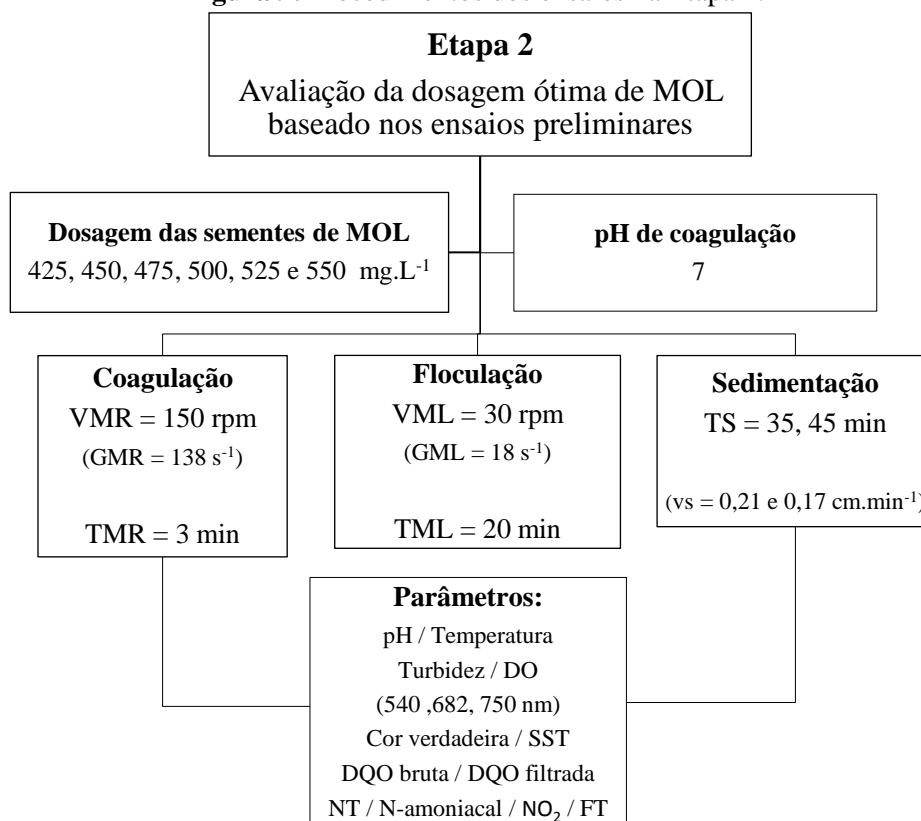 Etapa 2
Avaliação da dosagem ótima de MOL
baseado nos ensaios preliminares
Dosagem das sementes de MOL
425, 450, 475, 500, 525 e 550 mg.L⁻¹
pH de coagulação
7
Coagulação
VMR = 150 rpm
(GMR = 138 s⁻¹)
TMR = 3 min
Floculação
VML = 30 rpm
(GML = 18 s⁻¹)
TML = 20 min
Sedimentação
TS = 35, 45 min
(vs = 0,21 e 0,17 cm.min⁻¹)
Parâmetros:
pH / Temperatura
Turbidez / DO
(540 ,682, 750 nm)
Cor verdadeira / SST
DQO bruta / DQO filtrada
NT / N-amoniacal / NO₂ / FT